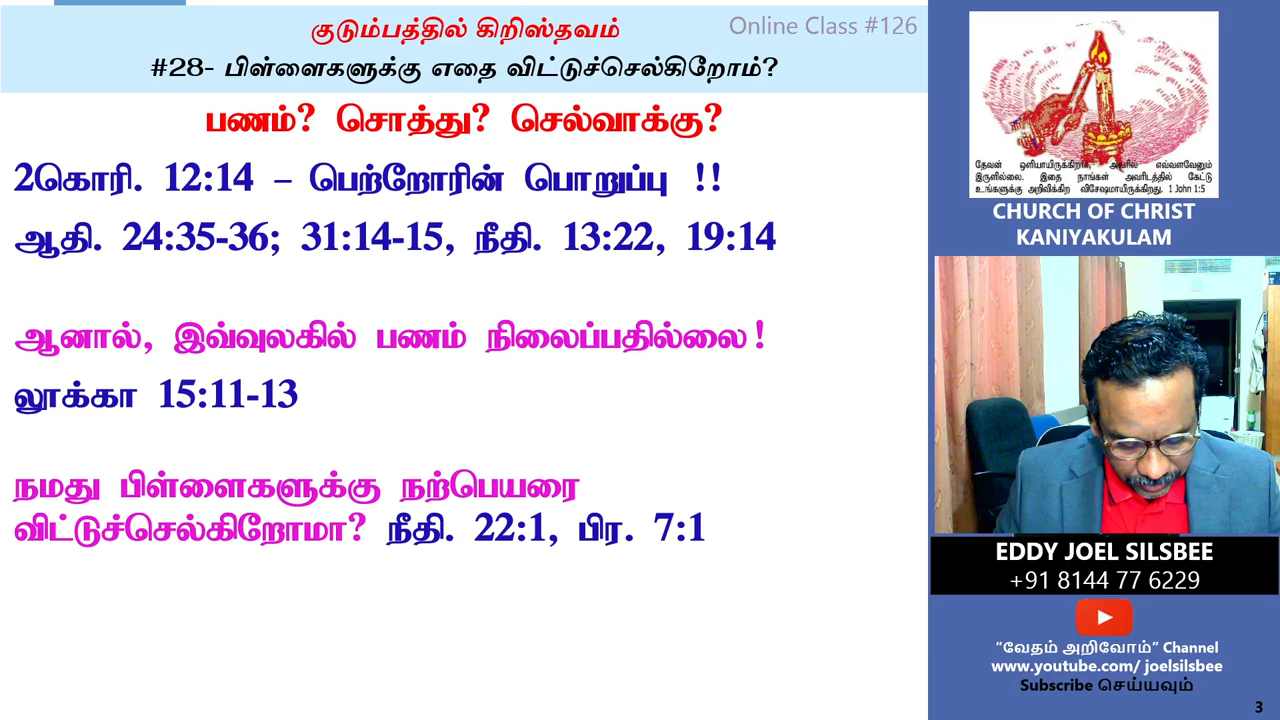 குடும்பத்தில் கிறிஸ்தவம்
Online Class #126
#28- பிள்ளைகளுக்கு எதை விட்டுச்செல்கிறோம்?
பணம்? சொத்து? செல்வாக்கு?
2கொரி. 12:14 – பெற்றோரின் பொறுப்பு !!
ஆதி. 24:35-36; 31:14-15, நீதி. 13:22, 19:14
ஆனால், இவ்வுலகில் பணம் நிலைப்பதில்லை!
லூக்கா 15:11-13
நமது பிள்ளைகளுக்கு நற்பெயரை
விட்டுச்செல்கிறோமா? நீதி. 22:1, பிர. 7:1
தேவன் ஒளியாயிருக்கிறார், அவரில் எவ்வளவேனும்
இருளில்லை. இதை நாங்கள் அவரிடத்தில் கேட்டு
உங்களுக்கு அறிவிக்கிற விசேஷமாயிருக்கிறது. 1 John 1:5
CHURCH OF CHRIST
KANIYAKULAM
EDDY JOEL SILSBEE
+91 8144 77 6229
"வேதம் அறிவோம்" Channel
www.youtube.com/ joelsilsbee
Subscribe செய்யவும்
3